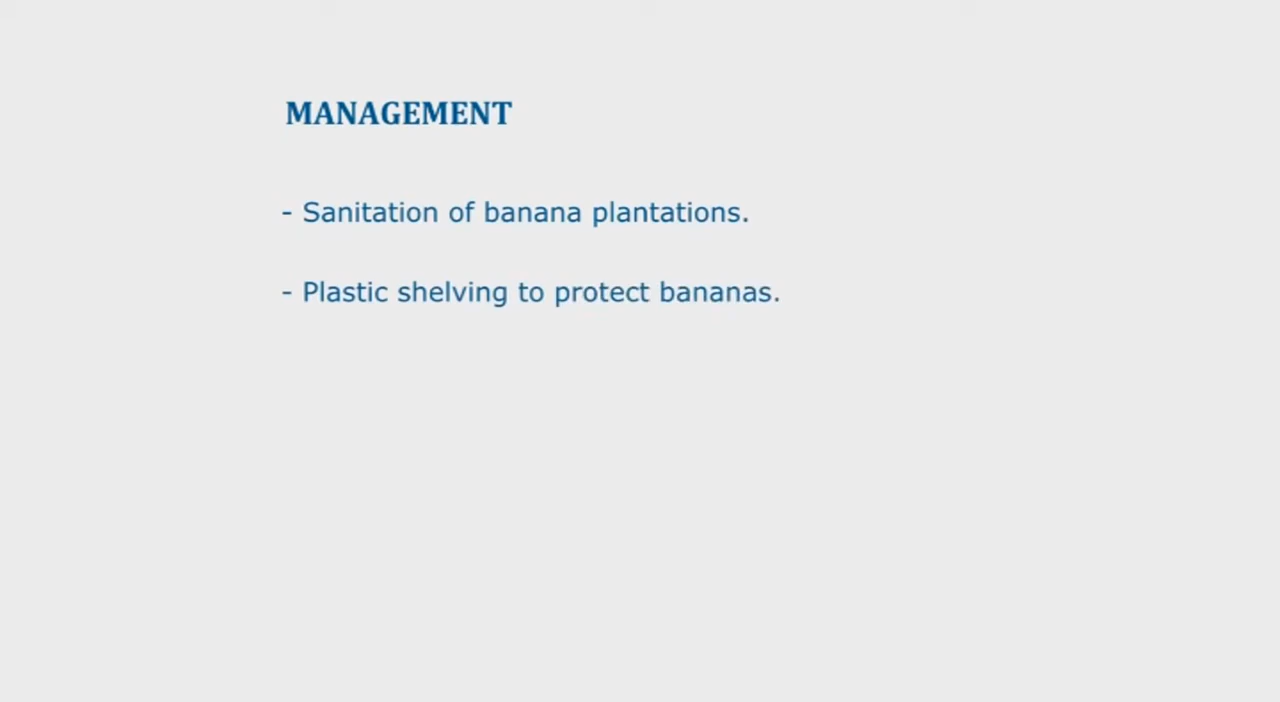 MANAGEMENT
- Sanitation of banana plantations.
- Plastic shelving to protect bananas.